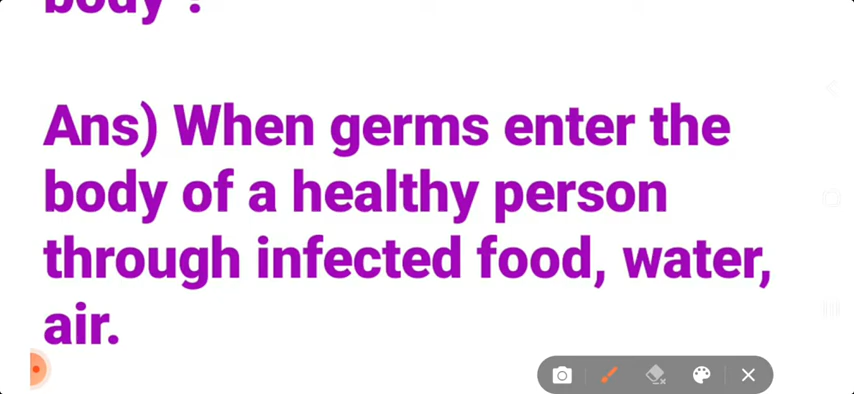 body ?
Ans) When germs enter the
body of a healthy person
through infected food, water,
air.